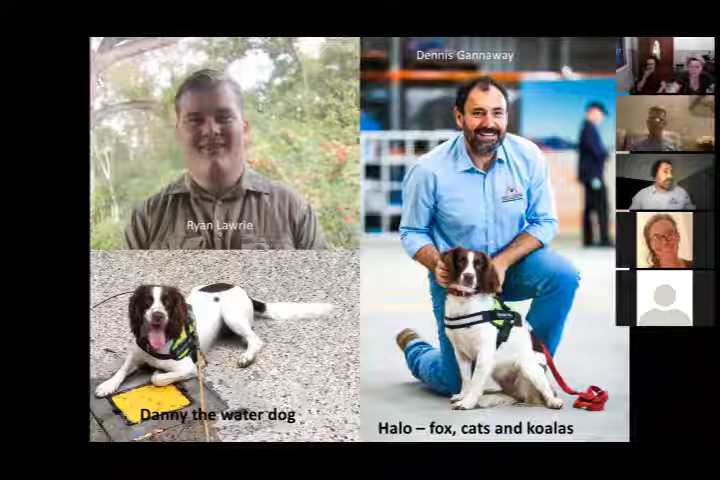 Dennis Gannaway
Ryan Lawrie
Danny the water dog
Halo – fox, cats and koalas